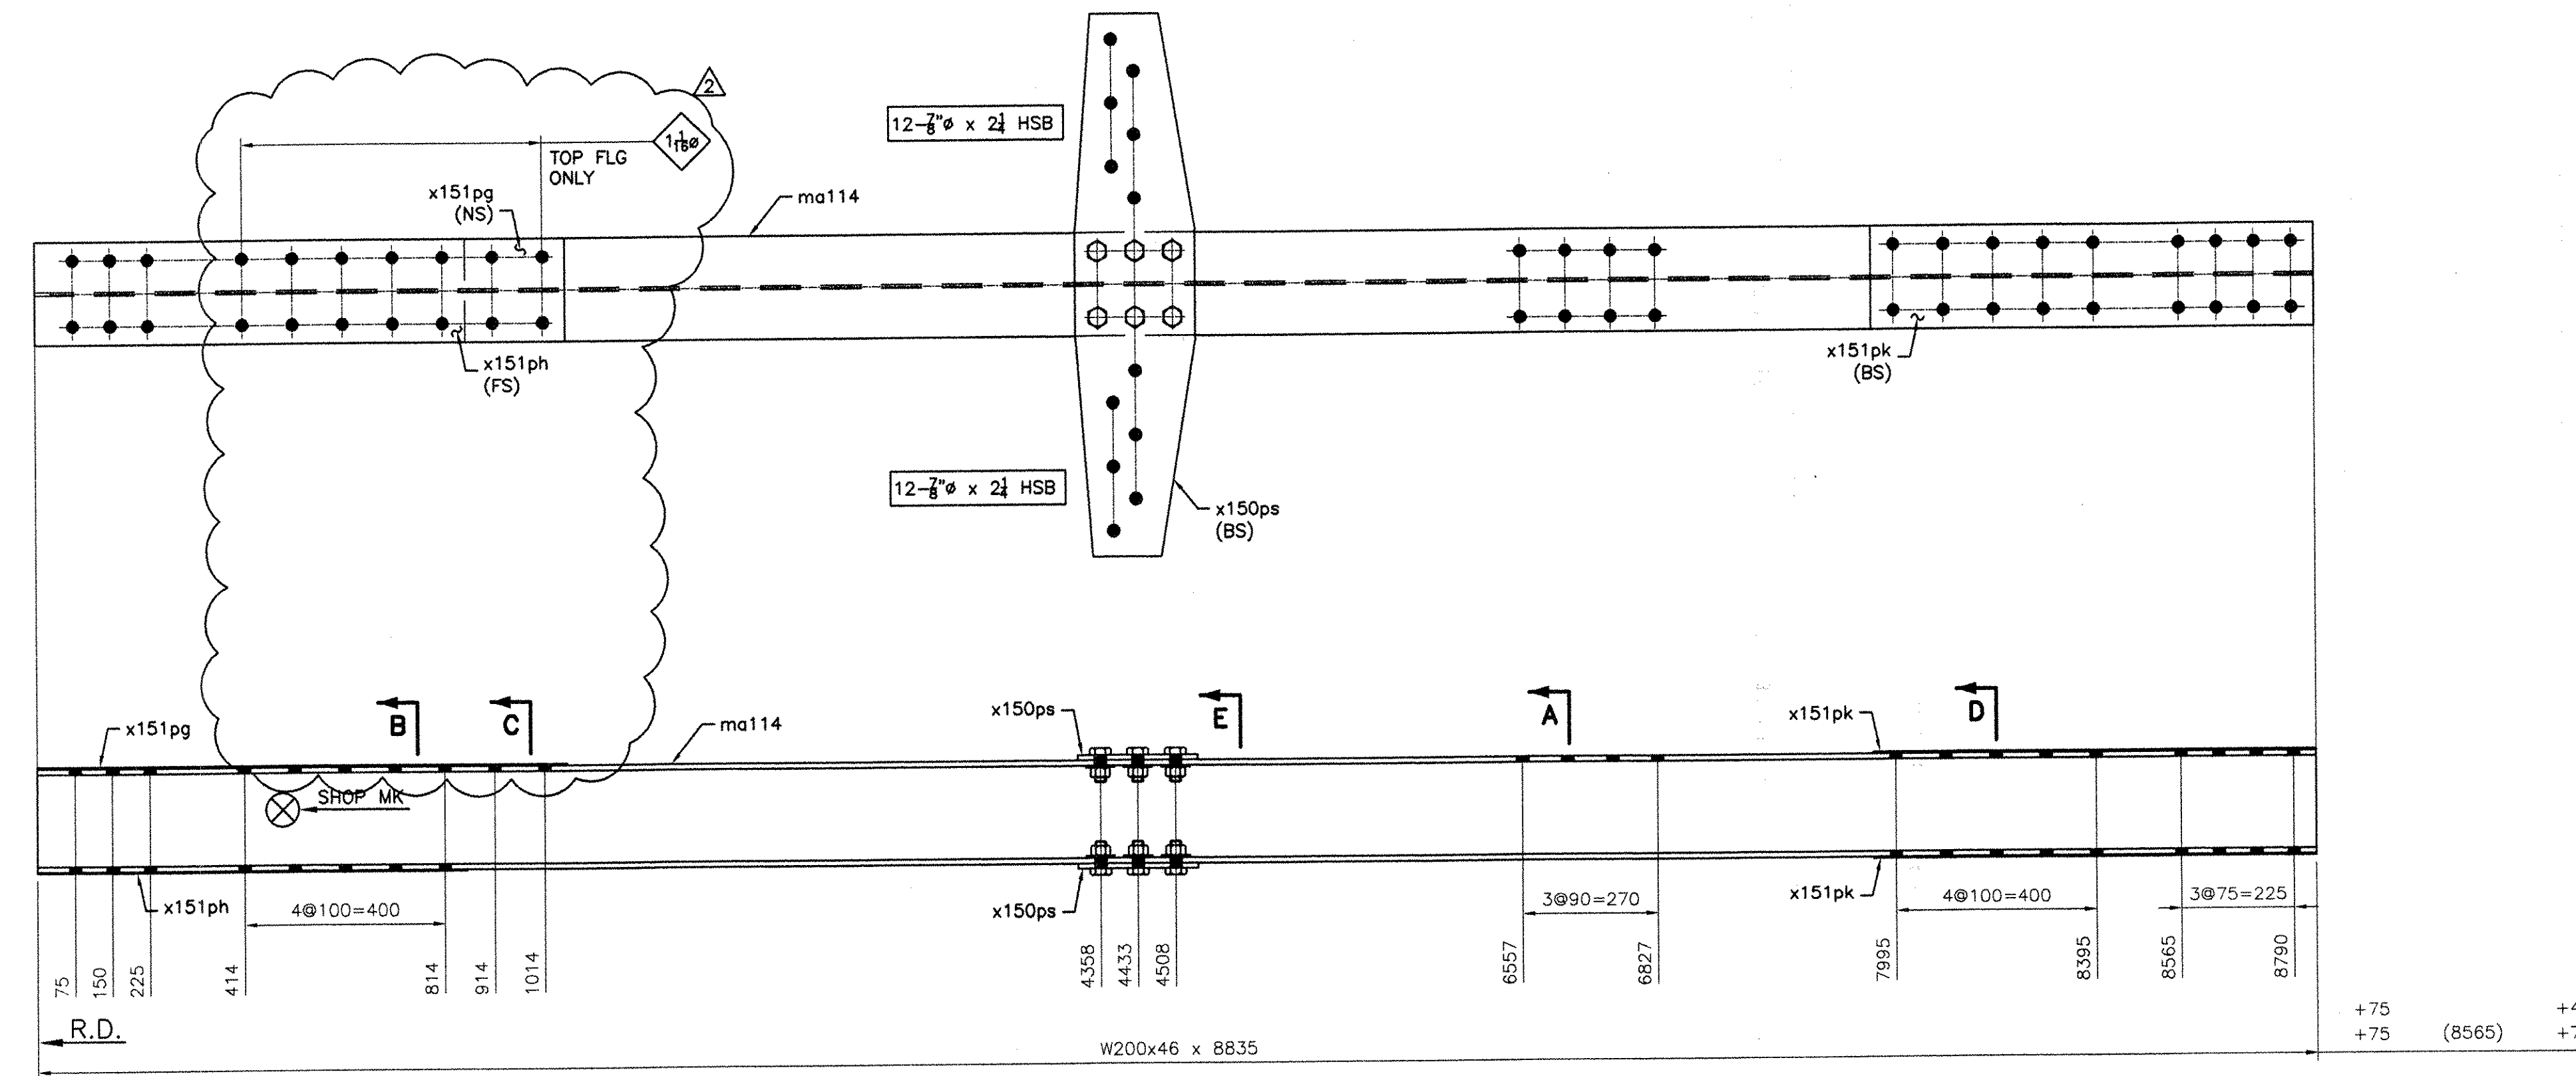 2
12-7/8"ø x 2 1/4 HSB
1 1/16ø
TOP FLG
ONLY
x151pg
(NS)
ma114
x151ph
(FS)
x151pk
(BS)
12-7/8"ø x 2 1/4 HSB
x150ps
(BS)
B
C
E
A
D
x151pg
ma114
x150ps
x151pk
SHOP MK
x151ph
4@100=400
x150ps
3@90=270
x151pk
4@100=400
3@75=225
75
150
225
414
814
914
1014
4358
4433
4508
6557
6827
7995
8395
8565
8790
R.D.
W200x46 x 8835
+75
+75 (8565)